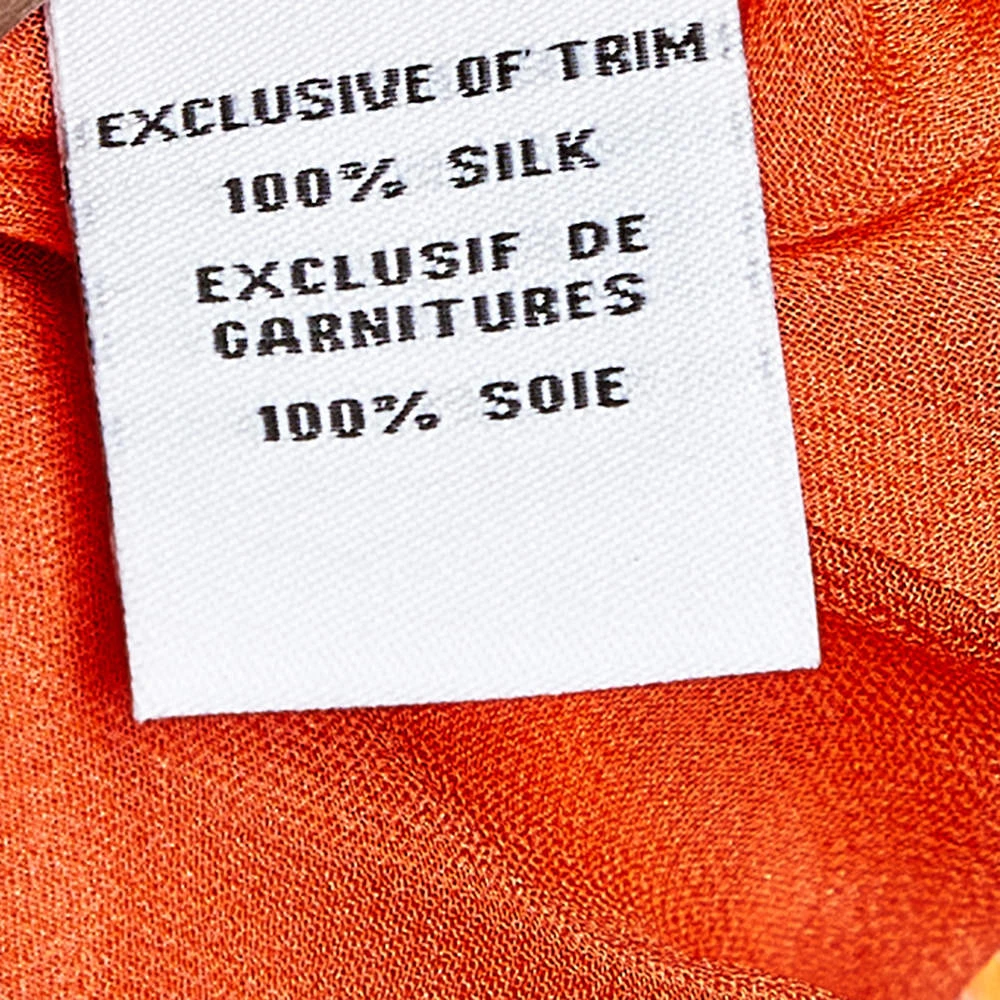 EXCLUSIVE OF TRIM
100% SILK
EXCLUSIF DE
GARNITURES
100% SOIE